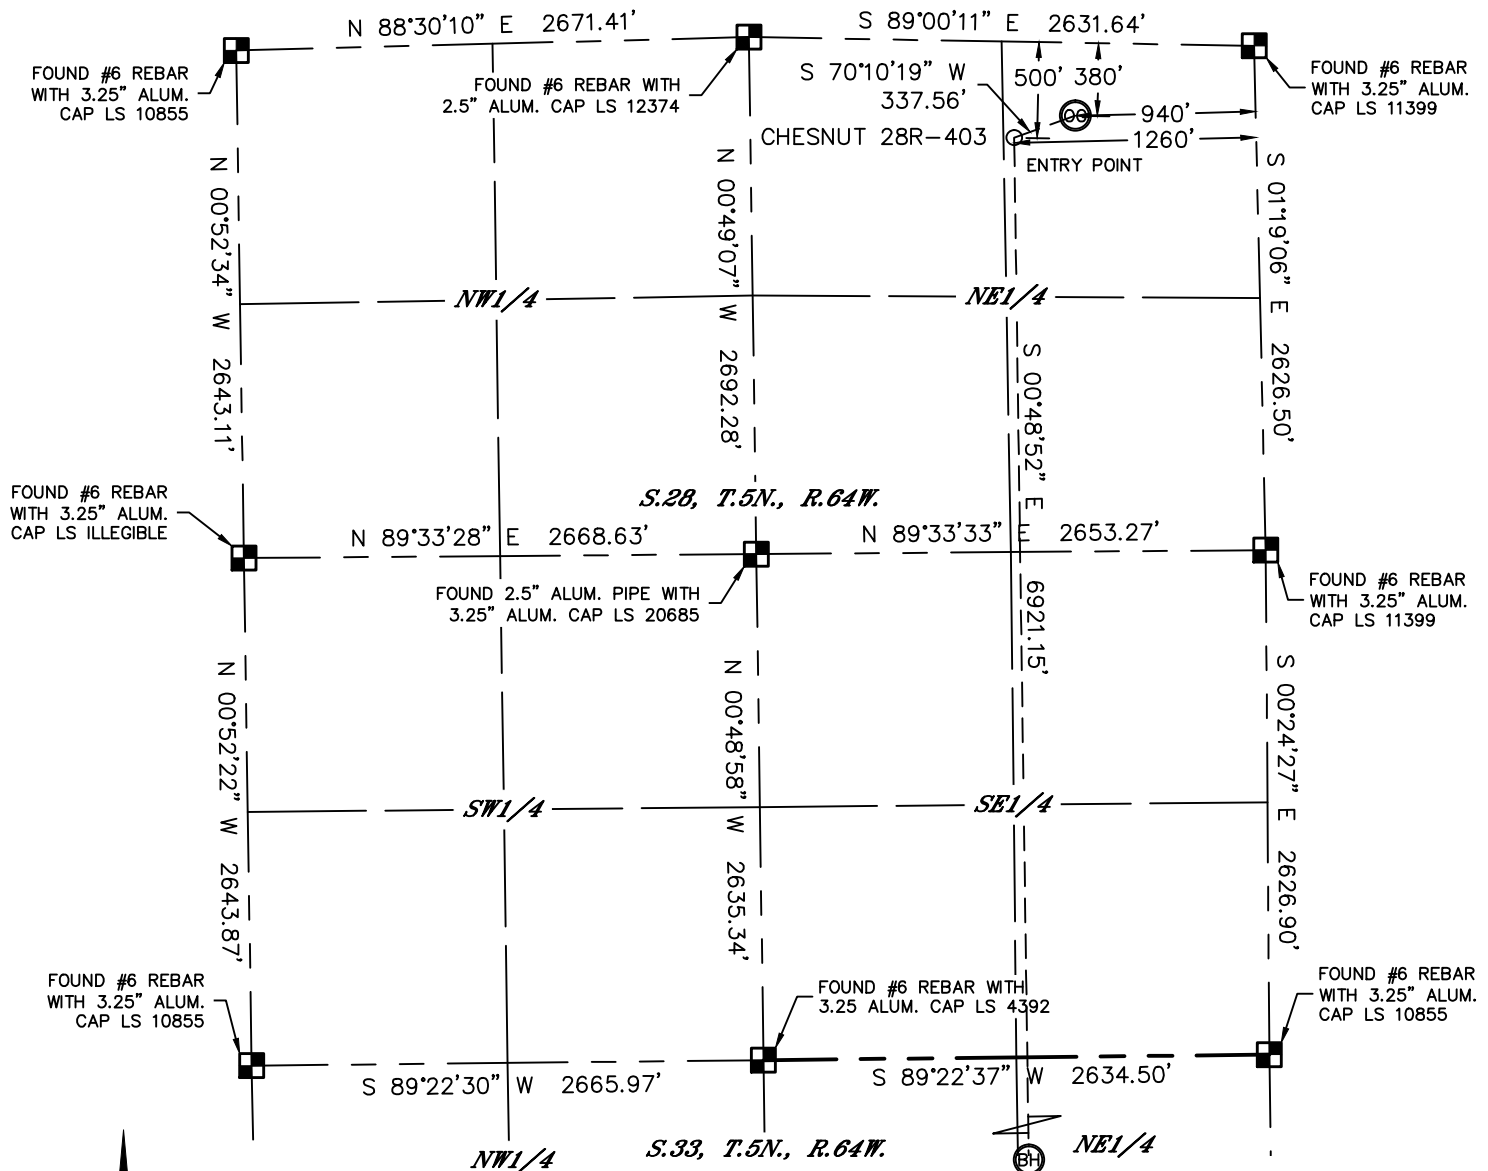 N 88°30'10" E 2671.41'
S 89°00'11" E 2631.64'
FOUND #6 REBAR
WITH 3.25" ALUM.
CAP LS 10855
FOUND #6 REBAR WITH
2.5" ALUM. CAP LS 12374
S 70°10'19" W
337.56'
500' 380'
FOUND #6 REBAR
WITH 3.25" ALUM.
CAP LS 11399
OG
940'
CHESNUT 28R-403
1260'
ENTRY POINT
N 00°52'34" W 2643.11'
N 00°49'07" W 2692.28'
S 01°19'06" E 2626.50'
NW1/4
NE1/4
S 00°48'52" E 6921.15'
FOUND #6 REBAR
WITH 3.25" ALUM.
CAP LS ILLEGIBLE
S.28, T.5N., R.64W.
N 89°33'28" E 2668.63'
N 89°33'33" E 2653.27'
FOUND 2.5" ALUM. PIPE WITH
3.25" ALUM. CAP LS 20685
FOUND #6 REBAR
WITH 3.25" ALUM.
CAP LS 11399
N 00°52'22" W 2643.87'
N 00°48'58" W 2635.34'
S 00°24'27" E 2626.90'
SW1/4
SE1/4
FOUND #6 REBAR
WITH 3.25" ALUM.
CAP LS 10855
FOUND #6 REBAR WITH
3.25 ALUM. CAP LS 4392
FOUND #6 REBAR
WITH 3.25" ALUM.
CAP LS 10855
S 89°22'30" W 2665.97'
S 89°22'37" W 2634.50'
NW1/4
S.33, T.5N., R.64W.
BH
NE1/4